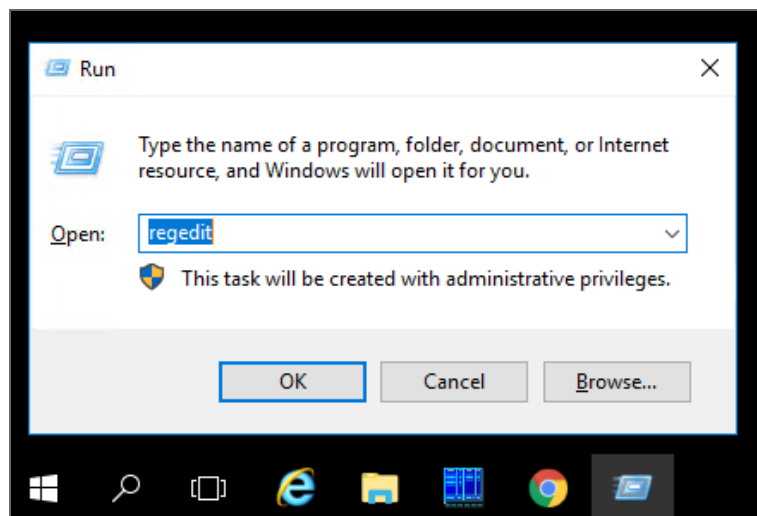 Run
Type the name of a program, folder, document, or Internet
resource, and Windows will open it for you.
Open: regedit
This task will be created with administrative privileges.
OK Cancel Browse...